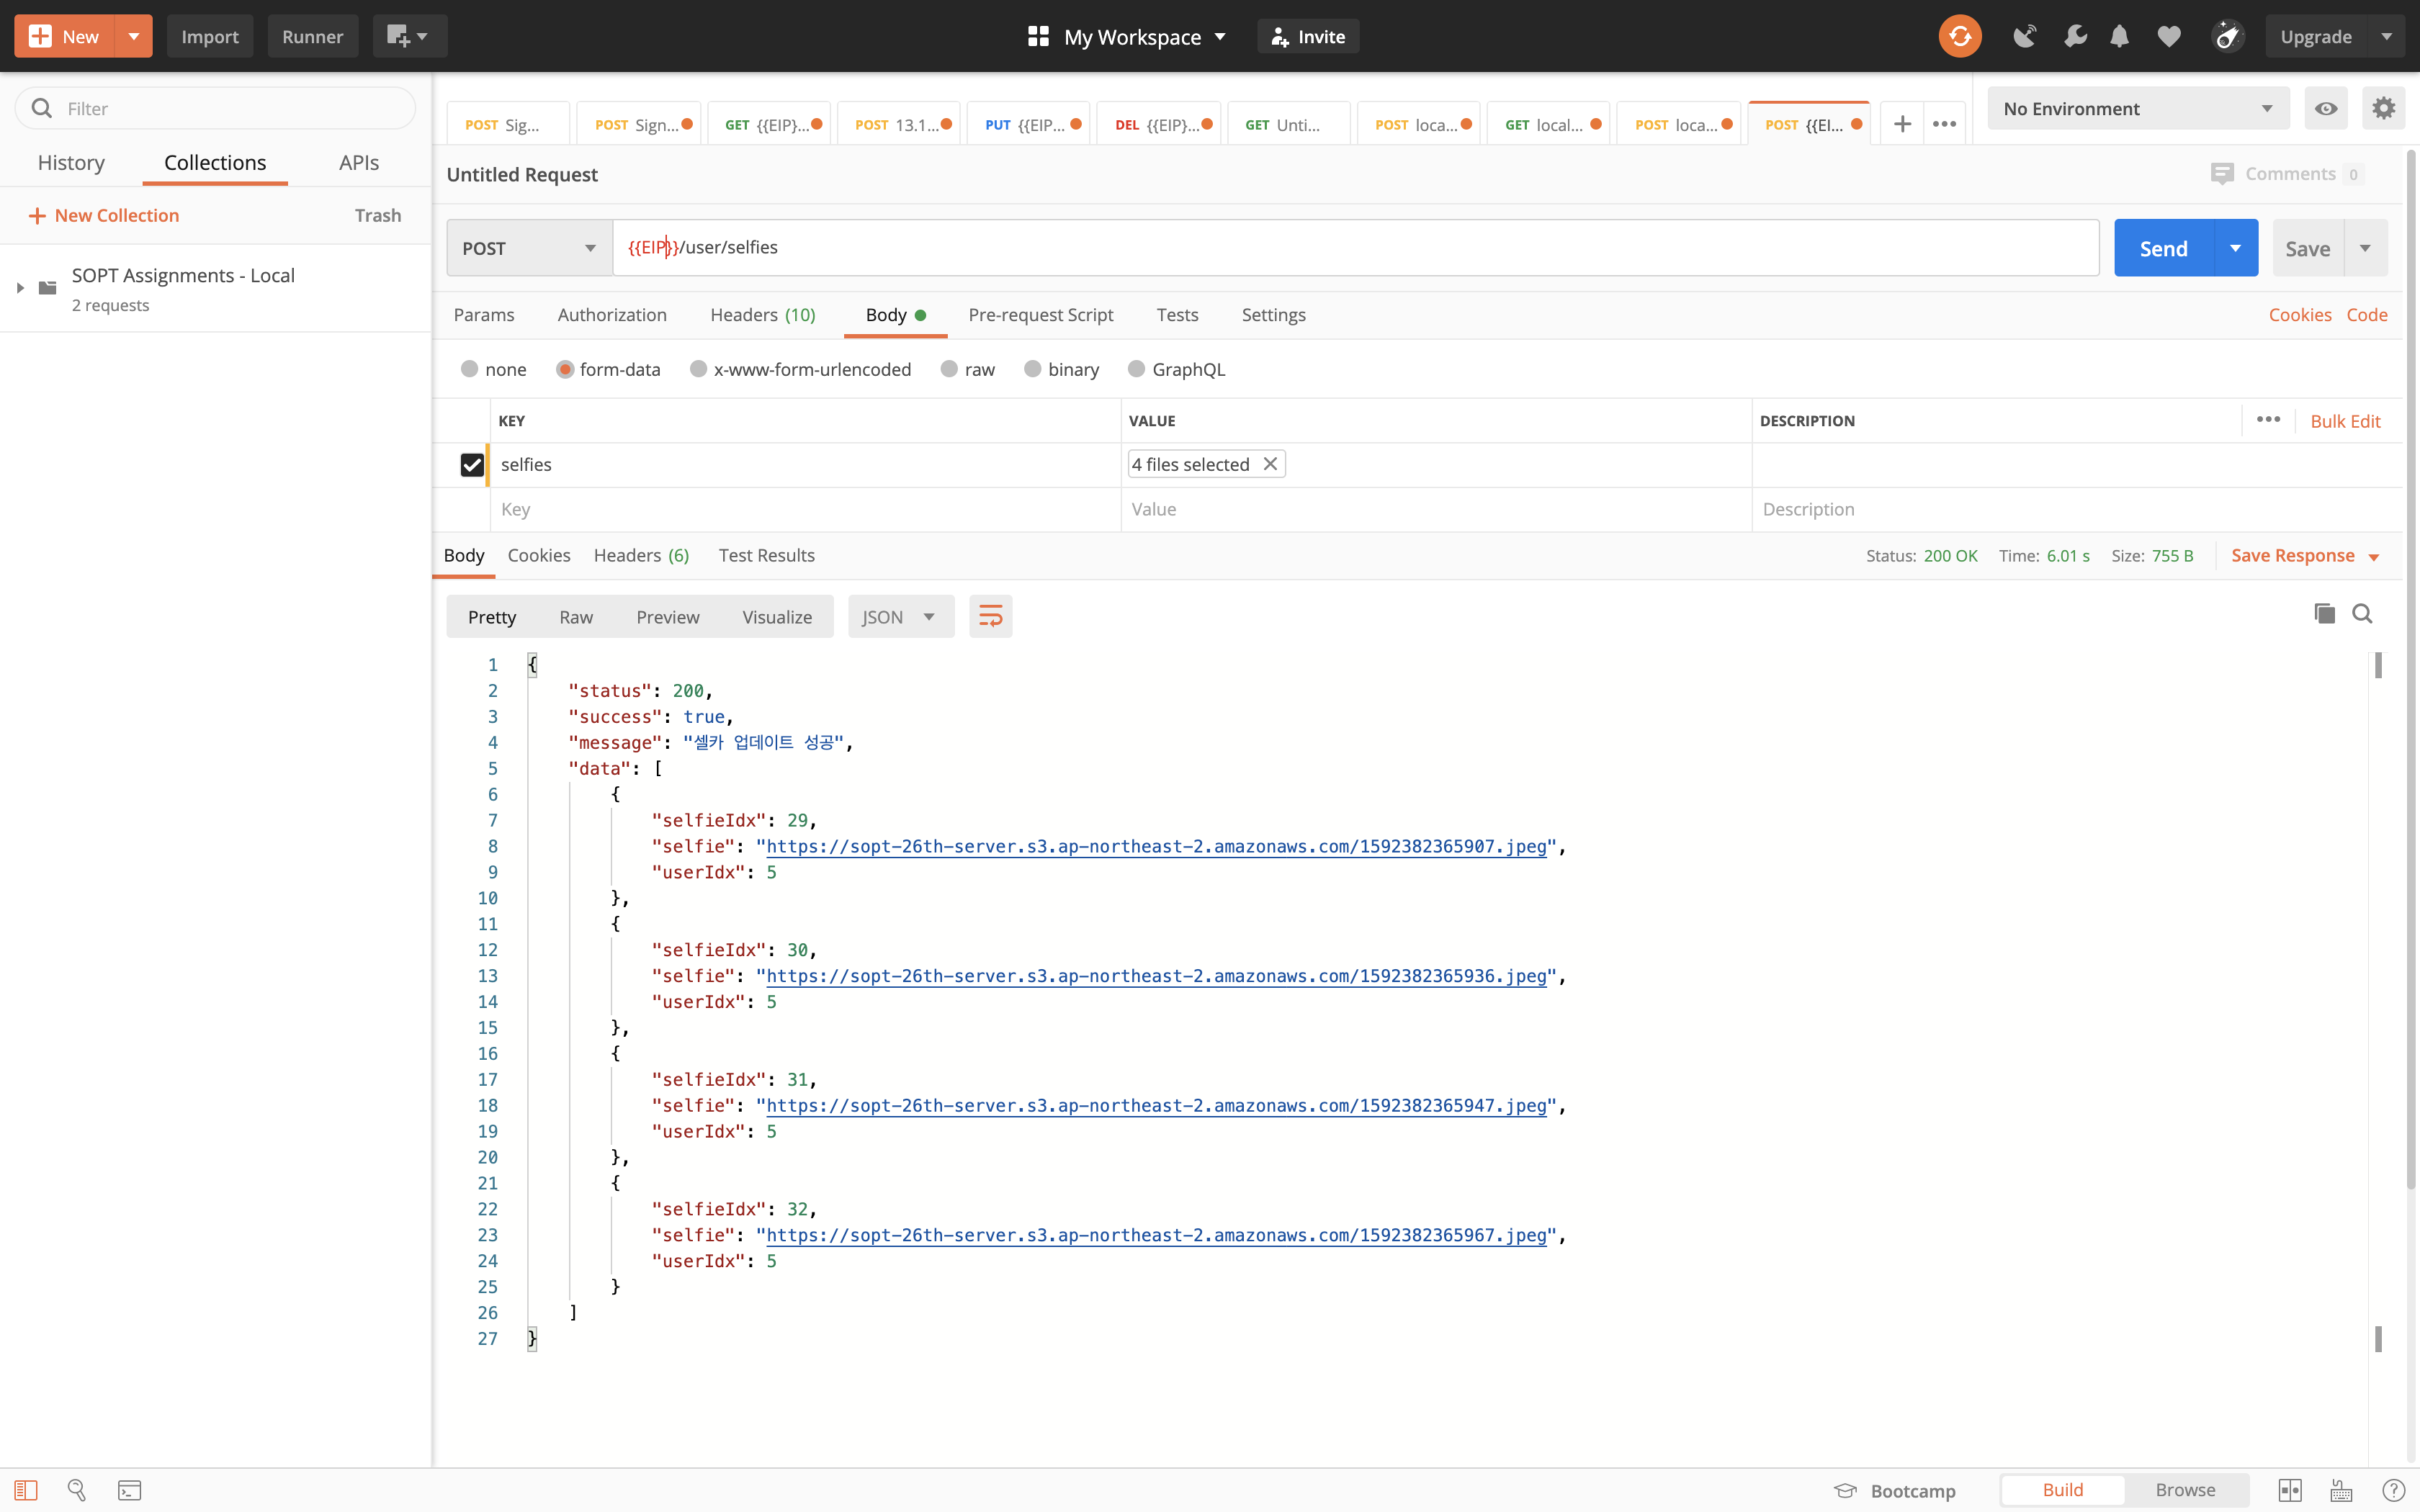 New Import Runner My Workspace Invite Upgrade
Filter
History Collections APIs
New Collection Trash
SOPT Assignments - Local
2 requests
POST Sig... POST Sign... GET {{EIP}... POST 13.1... PUT {{EIP... DEL {{EIP}... GET Unti... POST loca... GET local... POST loca... POST {{EI... No Environment
Untitled Request Comments 0
POST {{EIP}}/user/selfies Send Save
Params Authorization Headers (10) Body Pre-request Script Tests Settings Cookies Code
none form-data x-www-form-urlencoded raw binary GraphQL
KEY VALUE DESCRIPTION Bulk Edit
selfies 4 files selected
Key Value Description
Body Cookies Headers (6) Test Results Status: 200 OK Time: 6.01 s Size: 755 B Save Response
Pretty Raw Preview Visualize JSON
1 {
2 "status": 200,
3 "success": true,
4 "message": "셀카 업데이트 성공",
5 "data": [
6 {
7 "selfieIdx": 29,
8 "selfie": "https://sopt-26th-server.s3.ap-northeast-2.amazonaws.com/1592382365907.jpeg",
9 "userIdx": 5
10 },
11 {
12 "selfieIdx": 30,
13 "selfie": "https://sopt-26th-server.s3.ap-northeast-2.amazonaws.com/1592382365936.jpeg",
14 "userIdx": 5
15 },
16 {
17 "selfieIdx": 31,
18 "selfie": "https://sopt-26th-server.s3.ap-northeast-2.amazonaws.com/1592382365947.jpeg",
19 "userIdx": 5
20 },
21 {
22 "selfieIdx": 32,
23 "selfie": "https://sopt-26th-server.s3.ap-northeast-2.amazonaws.com/1592382365967.jpeg",
24 "userIdx": 5
25 }
26 ]
27 }
Bootcamp Build Browse